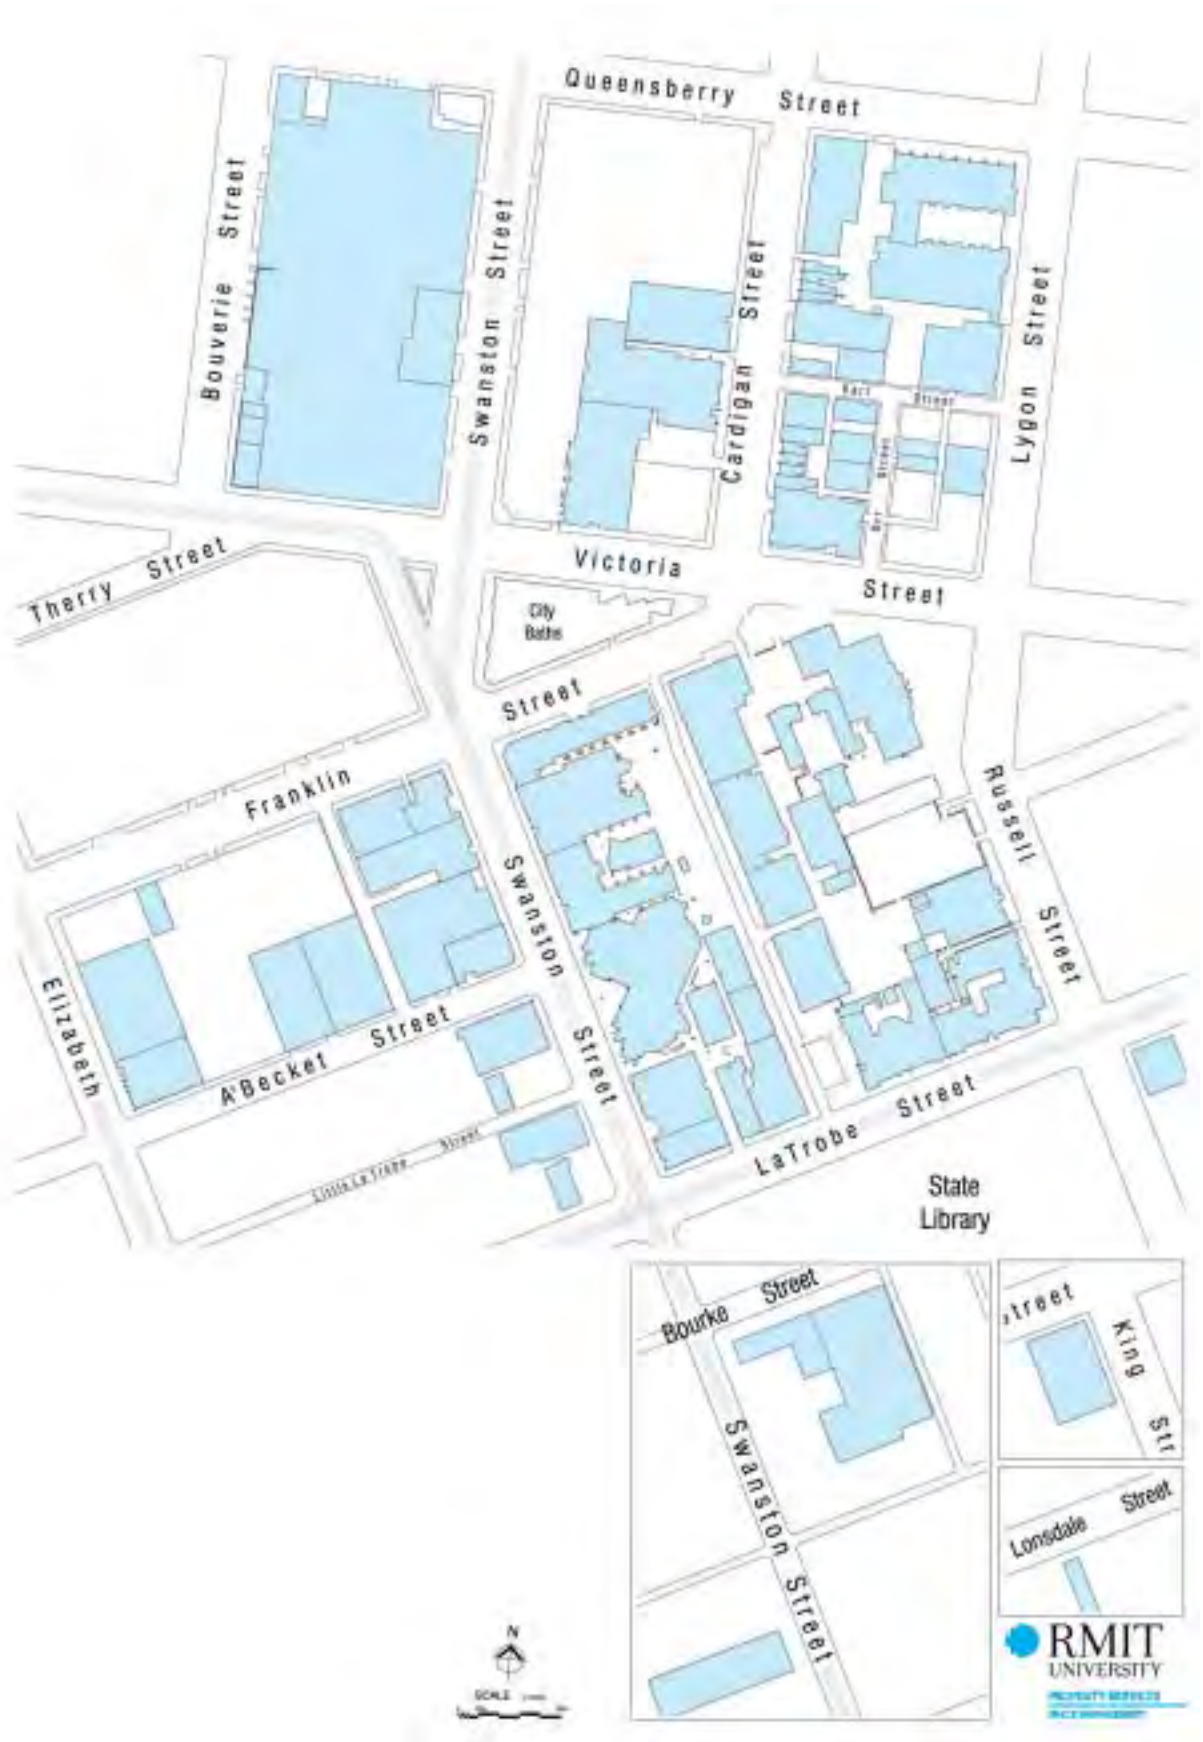 Queensberry Street
Bouverie Street
Swanston Street
Cardigan Street
Lygon Street
Earl Street
Street
Therry Street
Victoria Street
City
Baths
Franklin Street
Swanston Street
Russell Street
Elizabeth
A'Becket Street
Little La Trobe Street
LaTrobe Street
State
Library
Bourke Street
Swanston Street
Street
King Str
Lonsdale Street
N
SCALE
RMIT
UNIVERSITY
PROPERTY SERVICES